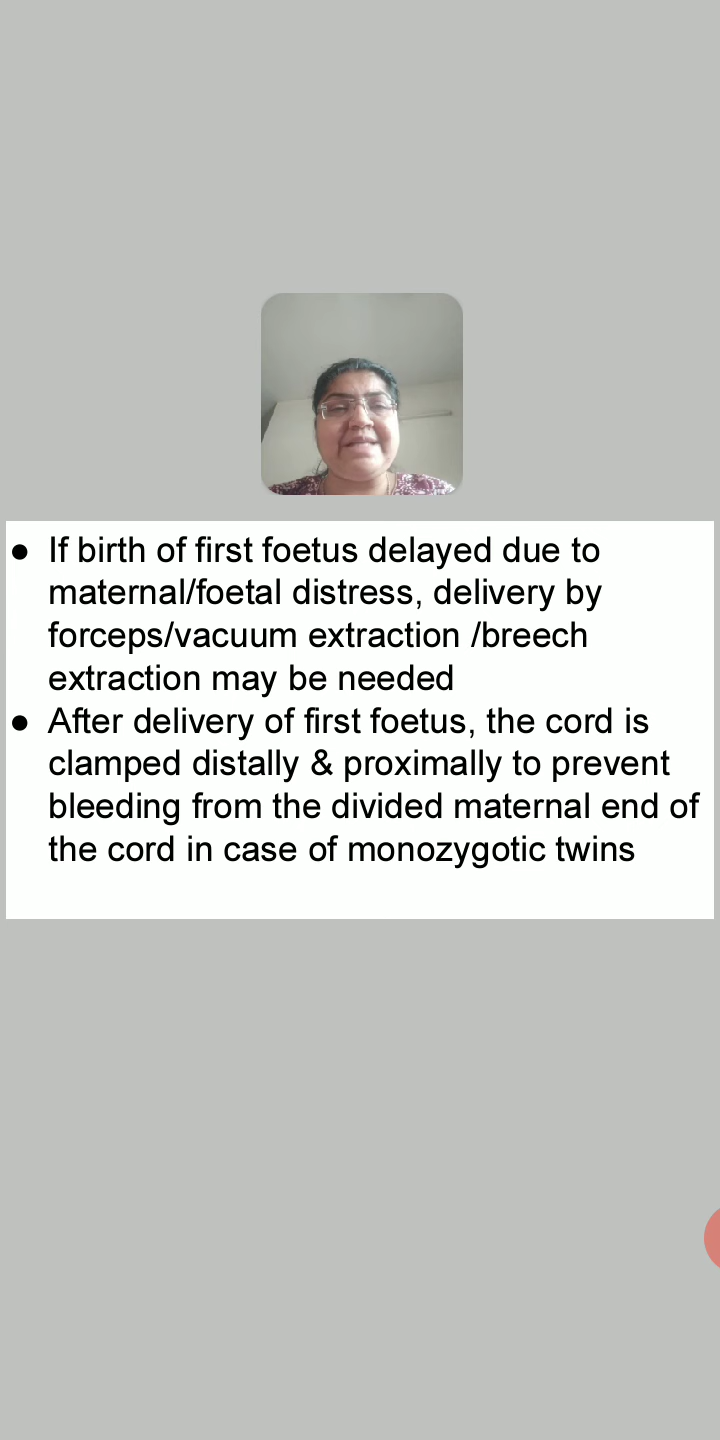 ● If birth of first foetus delayed due to
maternal/foetal distress, delivery by
forceps/vacuum extraction /breech
extraction may be needed
● After delivery of first foetus, the cord is
clamped distally & proximally to prevent
bleeding from the divided maternal end of
the cord in case of monozygotic twins